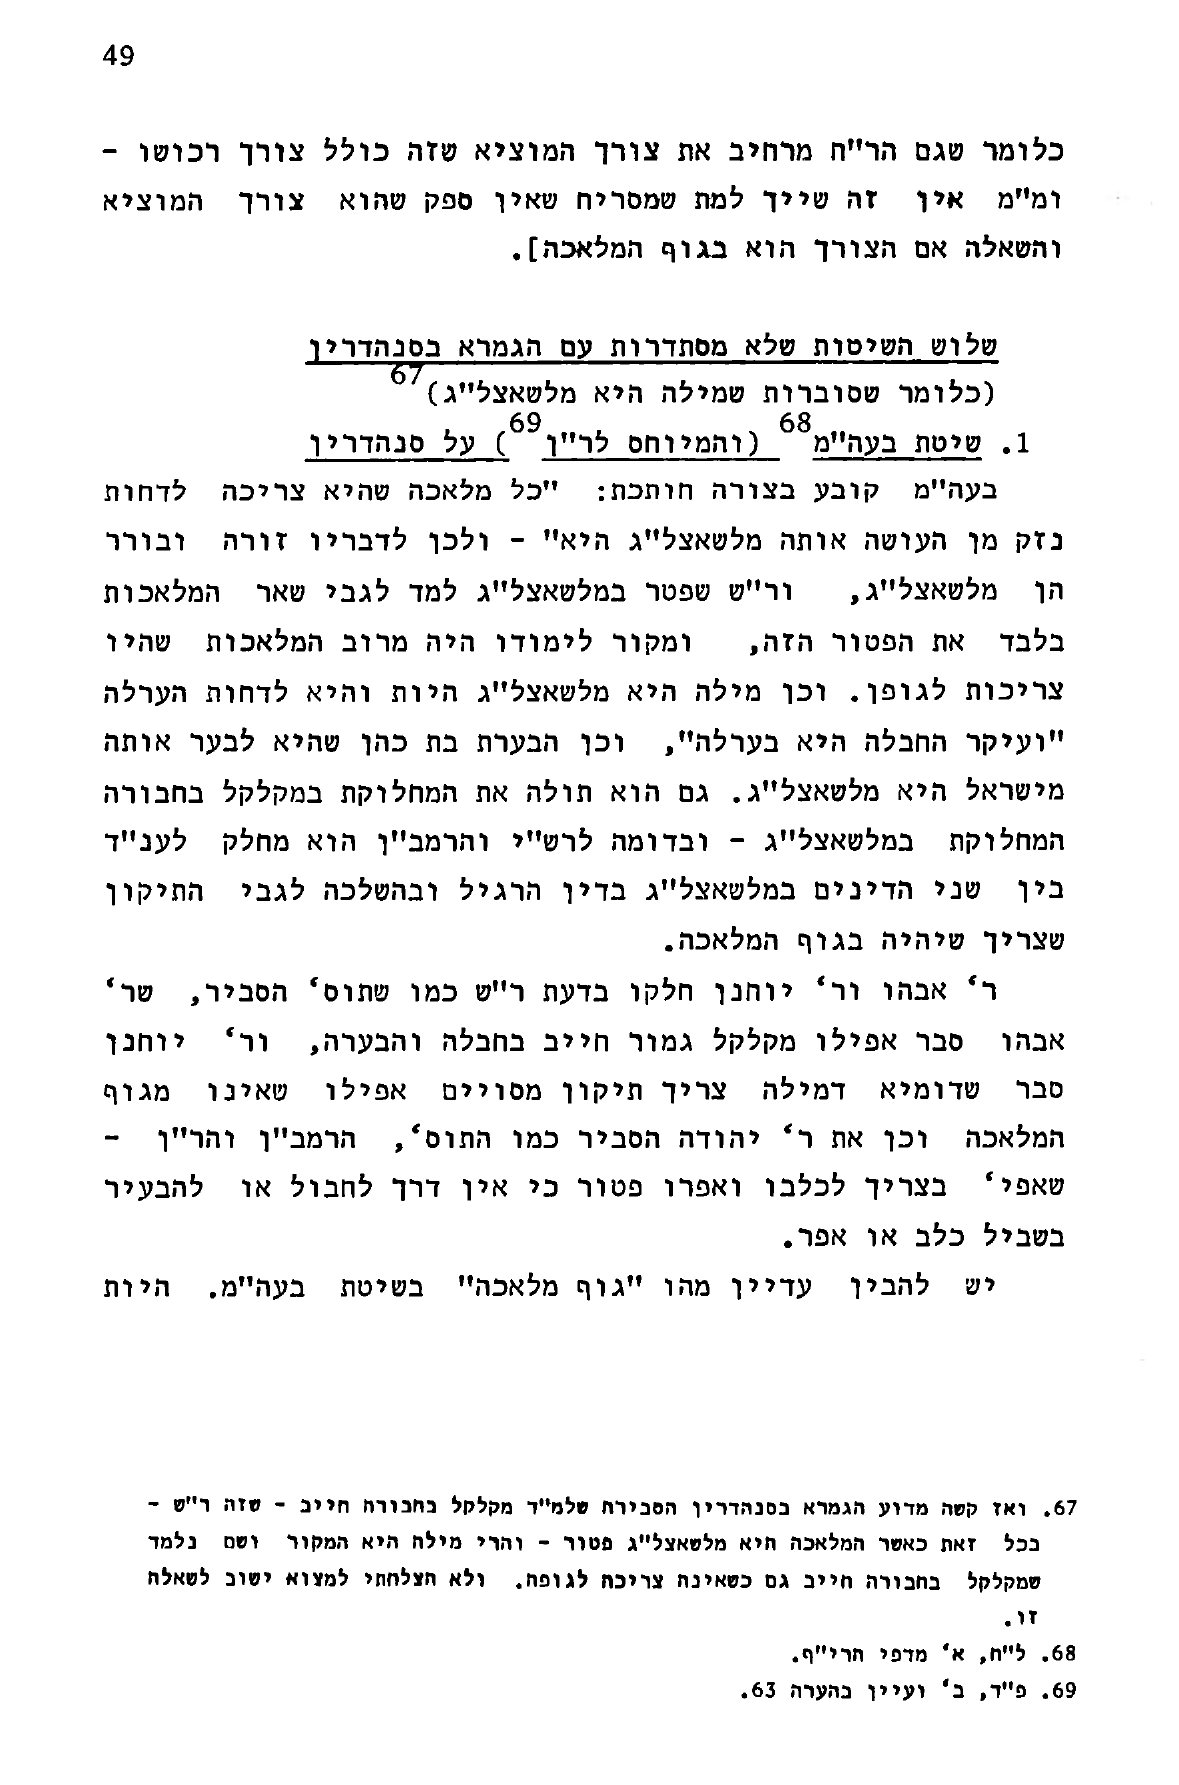 49
כלומר שגם הר"ח מרחיב את צורך המוציא שזה כולל צורך רכושו -
ומ"מ אין זה שייך למת שמסריח שאין ספק שהוא צורך המוציא
והשאלה אם הצורך הוא בגוף המלאכה].
שלוש השיטות שלא מסתדרות עם הגמרא בסנהדרין
(כלומר שסוברות שמילה היא מלשאצל"ג) 67
1. שיטת בעה"מ 68 (והמיוחס לר"ן 69) על סנהדרין
בעה"מ קובע בצורה חותכת: "כל מלאכה שהיא צריכה לדחות
נזק מן העושה אותה מלשאצל"ג היא" - ולכן לדבריו זורה ובורר
הן מלשאצל"ג, ור"ש שפטר במלשאצל"ג למד לגבי שאר המלאכות
בלבד את הפטור הזה, ומקור לימודו היה מרוב המלאכות שהיו
צריכות לגופן. וכן מילה היא מלשאצל"ג היות והיא לדחות הערלה
"ועיקר החבלה היא בערלה", וכן הבערת בת כהן שהיא לבער אותה
מישראל היא מלשאצל"ג. גם הוא תולה את המחלוקת במקלקל בחבורה
המחלוקת במלשאצל"ג - ובדומה לרש"י והרמב"ן הוא מחלק לענ"ד
בין שני הדינים במלשאצל"ג בדין הרגיל ובהשלכה לגבי התיקון
שצריך שיהיה בגוף המלאכה.
ר' אבהו ור' יוחנן חלקו בדעת ר"ש כמו שתוס' הסביר, שר'
אבהו סבר אפילו מקלקל גמור חייב בחבלה והבערה, ור' יוחנן
סבר שדומיא דמילה צריך תיקון מסויים אפילו שאינו מגוף
המלאכה וכן את ר' יהודה הסביר כמו התוס', הרמב"ן והר"ן -
שאפי' בצריך לכלבו ואפרו פטור כי אין דרך לחבול או להבעיר
בשביל כלב או אפר.
יש להבין עדיין מהו "גוף מלאכה" בשיטת בעה"מ. היות
67. ואז קשה מדוע הגמרא בסנהדרין הסבירה שלמ"ד מקלקל בחבורה חייב - שזה ר"ש -
בכל זאת כאשר המלאכה היא מלשאצל"ג פטור - והרי מילה היא המקור ושם נלמד
שמקלקל בחבורה חייב גם כשאינה צריכה לגופה. ולא הצלחתי למצוא ישוב לשאלה
זו.
68. ל"ח, א' מדפי הרי"ף.
69. פ"ד, ב' ועיין בהערה 63.